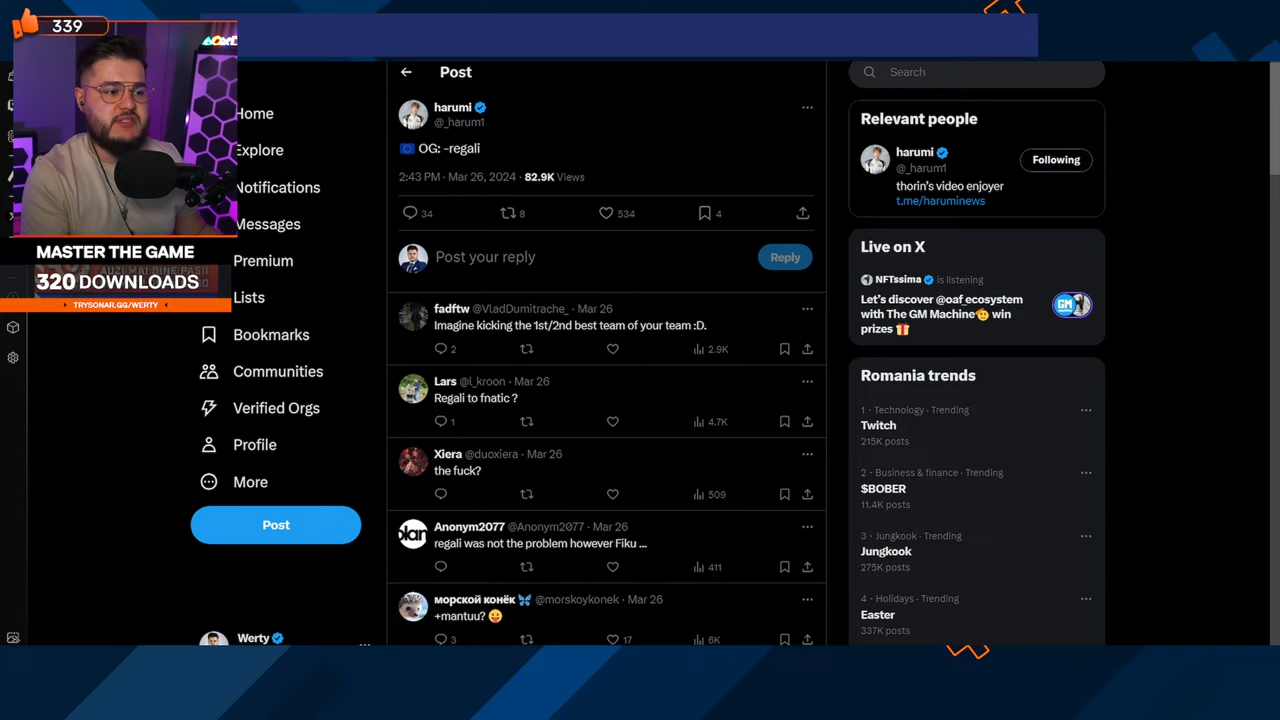 339
MASTER THE GAME
320 DOWNLOADS
TRYSONAR.GG/WERTY
Home
Explore
Notifications
Messages
Premium
Lists
Bookmarks
Communities
Verified Orgs
Profile
More
Post
Werty
Post
harumi
@_harum1
🇪🇺 OG: -regali
2:43 PM · Mar 26, 2024 · 82.9K Views
34 8 534 4
Post your reply
Reply
fadftw @VladDumitrache_ · Mar 26
Imagine kicking the 1st/2nd best team of your team :D.
2 2.9K
Lars @l_kroon · Mar 26
Regali to fnatic ?
1 4.7K
Xiera @duoxiera · Mar 26
the fuck?
509
Anonym2077 @Anonym2077 · Mar 26
regali was not the problem however Fiku ...
411
морской конёк 🦋 @morskoykonek · Mar 26
+mantuu? 😛
3 17 6K
Search
Relevant people
harumi
@_harum1
Following
thorin's video enjoyer
t.me/haruminews
Live on X
NFTssima is listening
Let's discover @oaf_ecosystem
with The GM Machine🫡 win
prizes 🎁
GM
Romania trends
1 · Technology · Trending
Twitch
215K posts
2 · Business & finance · Trending
$BOBER
11.4K posts
3 · Jungkook · Trending
Jungkook
275K posts
4 · Holidays · Trending
Easter
337K posts